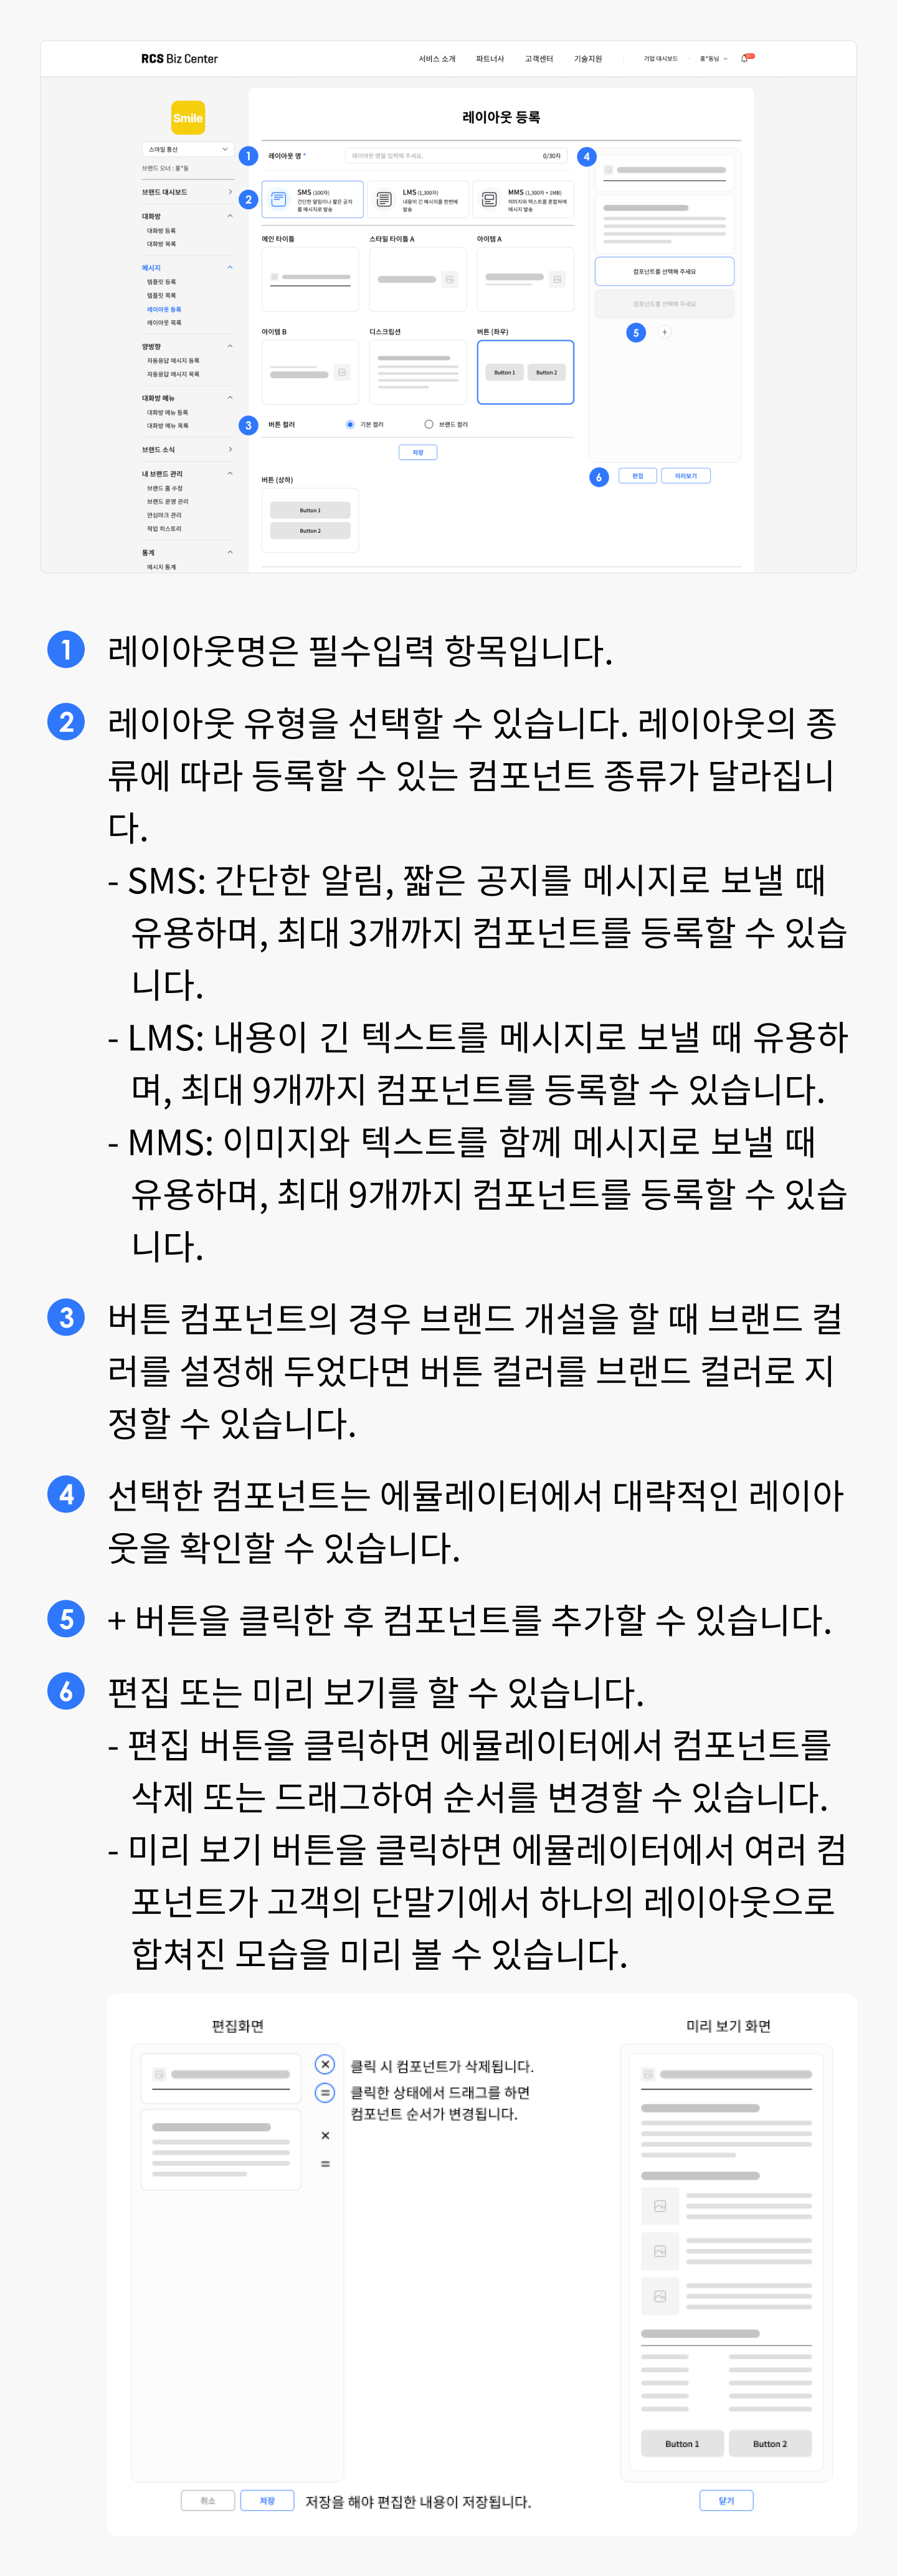 RCS Biz Center
서비스 소개 파트너사 고객센터 기술지원 기업 대시보드 홍*동님
Smile
스마일 통신
브랜드 오너 : 홍*동
브랜드 대시보드
대화방
대화방 등록
대화방 목록
메시지
템플릿 등록
템플릿 목록
레이아웃 등록
레이아웃 목록
양방향
자동응답 메시지 등록
자동응답 메시지 목록
대화방 메뉴
대화방 메뉴 등록
대화방 메뉴 목록
브랜드 소식
내 브랜드 관리
브랜드 홈 수정
브랜드 운영 관리
안심마크 관리
작업 히스토리
통계
메시지 통계
레이아웃 등록
1 레이아웃 명 * 레이아웃 명을 입력해 주세요. 0/30자
2
SMS (100자)
간단한 알림이나 짧은 공지
를 메시지로 발송
LMS (1,300자)
내용이 긴 메시지를 한번에
발송
MMS (1,300자 + 1MB)
이미지와 텍스트를 혼합하여
메시지 발송
메인 타이틀 스타일 타이틀 A 아이템 A
아이템 B 디스크립션 버튼 (좌우)
Button 1 Button 2
3 버튼 컬러 기본 컬러 브랜드 컬러
저장
버튼 (상하)
Button 1
Button 2
4
컴포넌트를 선택해 주세요
컴포넌트를 선택해 주세요
5 +
6 편집 미리보기
1 레이아웃명은 필수입력 항목입니다.
2 레이아웃 유형을 선택할 수 있습니다. 레이아웃의 종
류에 따라 등록할 수 있는 컴포넌트 종류가 달라집니
다.
- SMS: 간단한 알림, 짧은 공지를 메시지로 보낼 때
유용하며, 최대 3개까지 컴포넌트를 등록할 수 있습
니다.
- LMS: 내용이 긴 텍스트를 메시지로 보낼 때 유용하
며, 최대 9개까지 컴포넌트를 등록할 수 있습니다.
- MMS: 이미지와 텍스트를 함께 메시지로 보낼 때
유용하며, 최대 9개까지 컴포넌트를 등록할 수 있습
니다.
3 버튼 컴포넌트의 경우 브랜드 개설을 할 때 브랜드 컬
러를 설정해 두었다면 버튼 컬러를 브랜드 컬러로 지
정할 수 있습니다.
4 선택한 컴포넌트는 에뮬레이터에서 대략적인 레이아
웃을 확인할 수 있습니다.
5 + 버튼을 클릭한 후 컴포넌트를 추가할 수 있습니다.
6 편집 또는 미리 보기를 할 수 있습니다.
- 편집 버튼을 클릭하면 에뮬레이터에서 컴포넌트를
삭제 또는 드래그하여 순서를 변경할 수 있습니다.
- 미리 보기 버튼을 클릭하면 에뮬레이터에서 여러 컴
포넌트가 고객의 단말기에서 하나의 레이아웃으로
합쳐진 모습을 미리 볼 수 있습니다.
편집화면
클릭 시 컴포넌트가 삭제됩니다.
클릭한 상태에서 드래그를 하면
컴포넌트 순서가 변경됩니다.
취소 저장 저장을 해야 편집한 내용이 저장됩니다.
미리 보기 화면
Button 1 Button 2
닫기